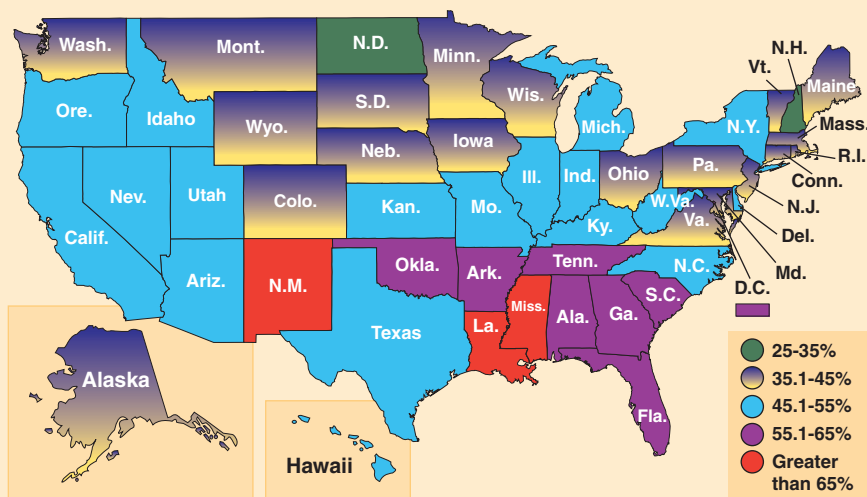 Wash.
Mont.
N.D.
Minn.
N.H.
Vt.
Maine
Ore.
Idaho
S.D.
Wis.
Mich.
N.Y.
Mass.
Wyo.
Iowa
R.I.
Neb.
Pa.
Conn.
Nev.
Utah
Colo.
Ill.
Ind.
Ohio
N.J.
Calif.
Kan.
Mo.
W.Va.
Va.
Del.
Ky.
Md.
Ariz.
N.M.
Okla.
Ark.
Tenn.
N.C.
D.C.
S.C.
Texas
La.
Miss.
Ala.
Ga.
Fla.
Alaska
Hawaii
25-35%
35.1-45%
45.1-55%
55.1-65%
Greater
than 65%